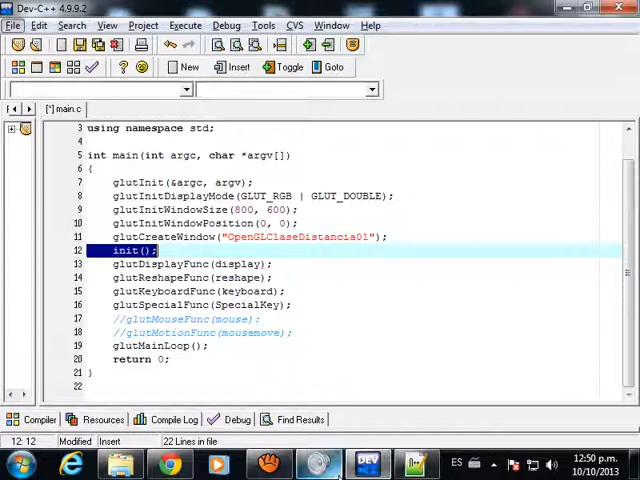 Dev-C++ 4.9.9.2
File Edit Search View Project Execute Debug Tools CVS Window Help
New Insert Toggle Goto
[*] main.c
3 using namespace std;
4
5 int main(int argc, char *argv[])
6 {
7 glutInit(&argc, argv);
8 glutInitDisplayMode(GLUT_RGB | GLUT_DOUBLE);
9 glutInitWindowSize(800, 600);
10 glutInitWindowPosition(0, 0);
11 glutCreateWindow("OpenGLClaseDistancia01");
12 init();
13 glutDisplayFunc(display);
14 glutReshapeFunc(reshape);
15 glutKeyboardFunc(keyboard);
16 glutSpecialFunc(SpecialKey);
17 //glutMouseFunc(mouse);
18 //glutMotionFunc(mousemove);
19 glutMainLoop();
20 return 0;
21 }
22
Compiler Resources Compile Log Debug Find Results
12: 12 Modified Insert 22 Lines in file
DEV ES 12:50 p.m.
10/10/2013